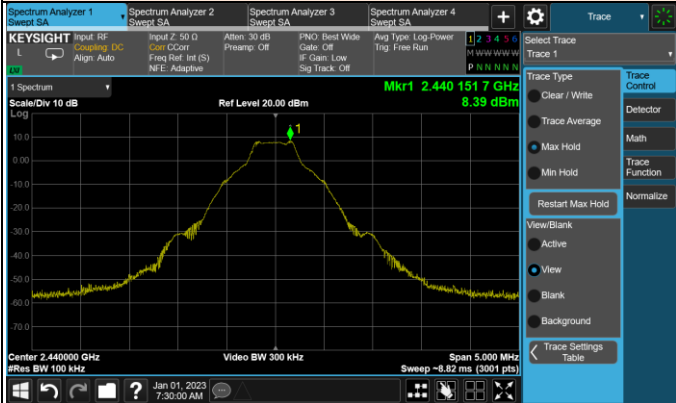 Spectrum Analyzer 1
Swept SA
Spectrum Analyzer 2
Swept SA
Spectrum Analyzer 3
Swept SA
Spectrum Analyzer 4
Swept SA
+
Trace
KEYSIGHT
L
LU
Input: RF
Coupling: DC
Align: Auto
Input Z: 50 Ω
Corr CCorr
Freq Ref: Int (S)
NFE: Adaptive
Atten: 30 dB
Preamp: Off
PNO: Best Wide
Gate: Off
IF Gain: Low
Sig Track: Off
Avg Type: Log-Power
Trig: Free Run
1 2 3 4 5 6
M W W W W W
P N N N N N
Select Trace
Trace 1
1 Spectrum
Scale/Div 10 dB
Log
Ref Level 20.00 dBm
Mkr1 2.440 151 7 GHz
8.39 dBm
1
10.0
0.00
-10.0
-20.0
-30.0
-40.0
-50.0
-60.0
-70.0
Center 2.440000 GHz
#Res BW 100 kHz
Video BW 300 kHz
Span 5.000 MHz
Sweep ~8.82 ms (3001 pts)
Trace Type
Clear / Write
Trace Average
Max Hold
Min Hold
Restart Max Hold
View/Blank
Active
View
Blank
Background
Trace Settings
Table
Trace
Control
Detector
Math
Trace
Function
Normalize
?
Jan 01, 2023
7:30:00 AM